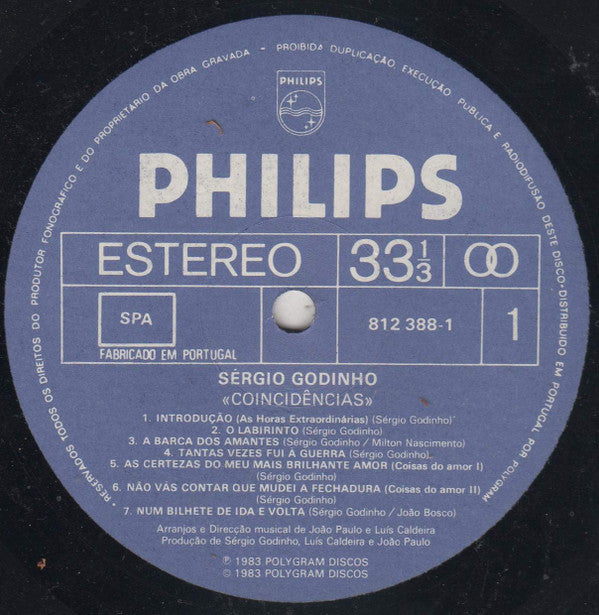 RESERVADOS TODOS OS DIREITOS DO PRODUTOR FONOGRÁFICO E DO PROPRIETÁRIO DA OBRA GRAVADA - PROIBIDA DUPLICAÇÃO, EXECUÇÃO PUBLICA E RADIODIFUSÃO DESTE DISCO - DISTRIBUIDO EM PORTUGAL POR POLYGRAM
PHILIPS
PHILIPS
ESTEREO 33 1/3
SPA 812 388-1 1
FABRICADO EM PORTUGAL
SÉRGIO GODINHO
«COINCIDÊNCIAS»
1. INTRODUÇÃO (As Horas Extraordinárias) (Sérgio Godinho)
2. O LABIRINTO (Sérgio Godinho)
3. A BARCA DOS AMANTES (Sérgio Godinho / Milton Nascimento)
4. TANTAS VEZES FUI À GUERRA (Sérgio Godinho).
5. AS CERTEZAS DO MEU MAIS BRILHANTE AMOR (Coisas do amor I)
(Sérgio Godinho)
6. NÃO VÁS CONTAR QUE MUDEI A FECHADURA (Coisas do amor II)
(Sérgio Godinho)
7. NUM BILHETE DE IDA E VOLTA (Sérgio Godinho / João Bosco)
Arranjos e Direcção musical de João Paulo e Luís Caldeira
Produção de Sérgio Godinho, Luís Caldeira e João Paulo
℗ 1983 POLYGRAM DISCOS
© 1983 POLYGRAM DISCOS